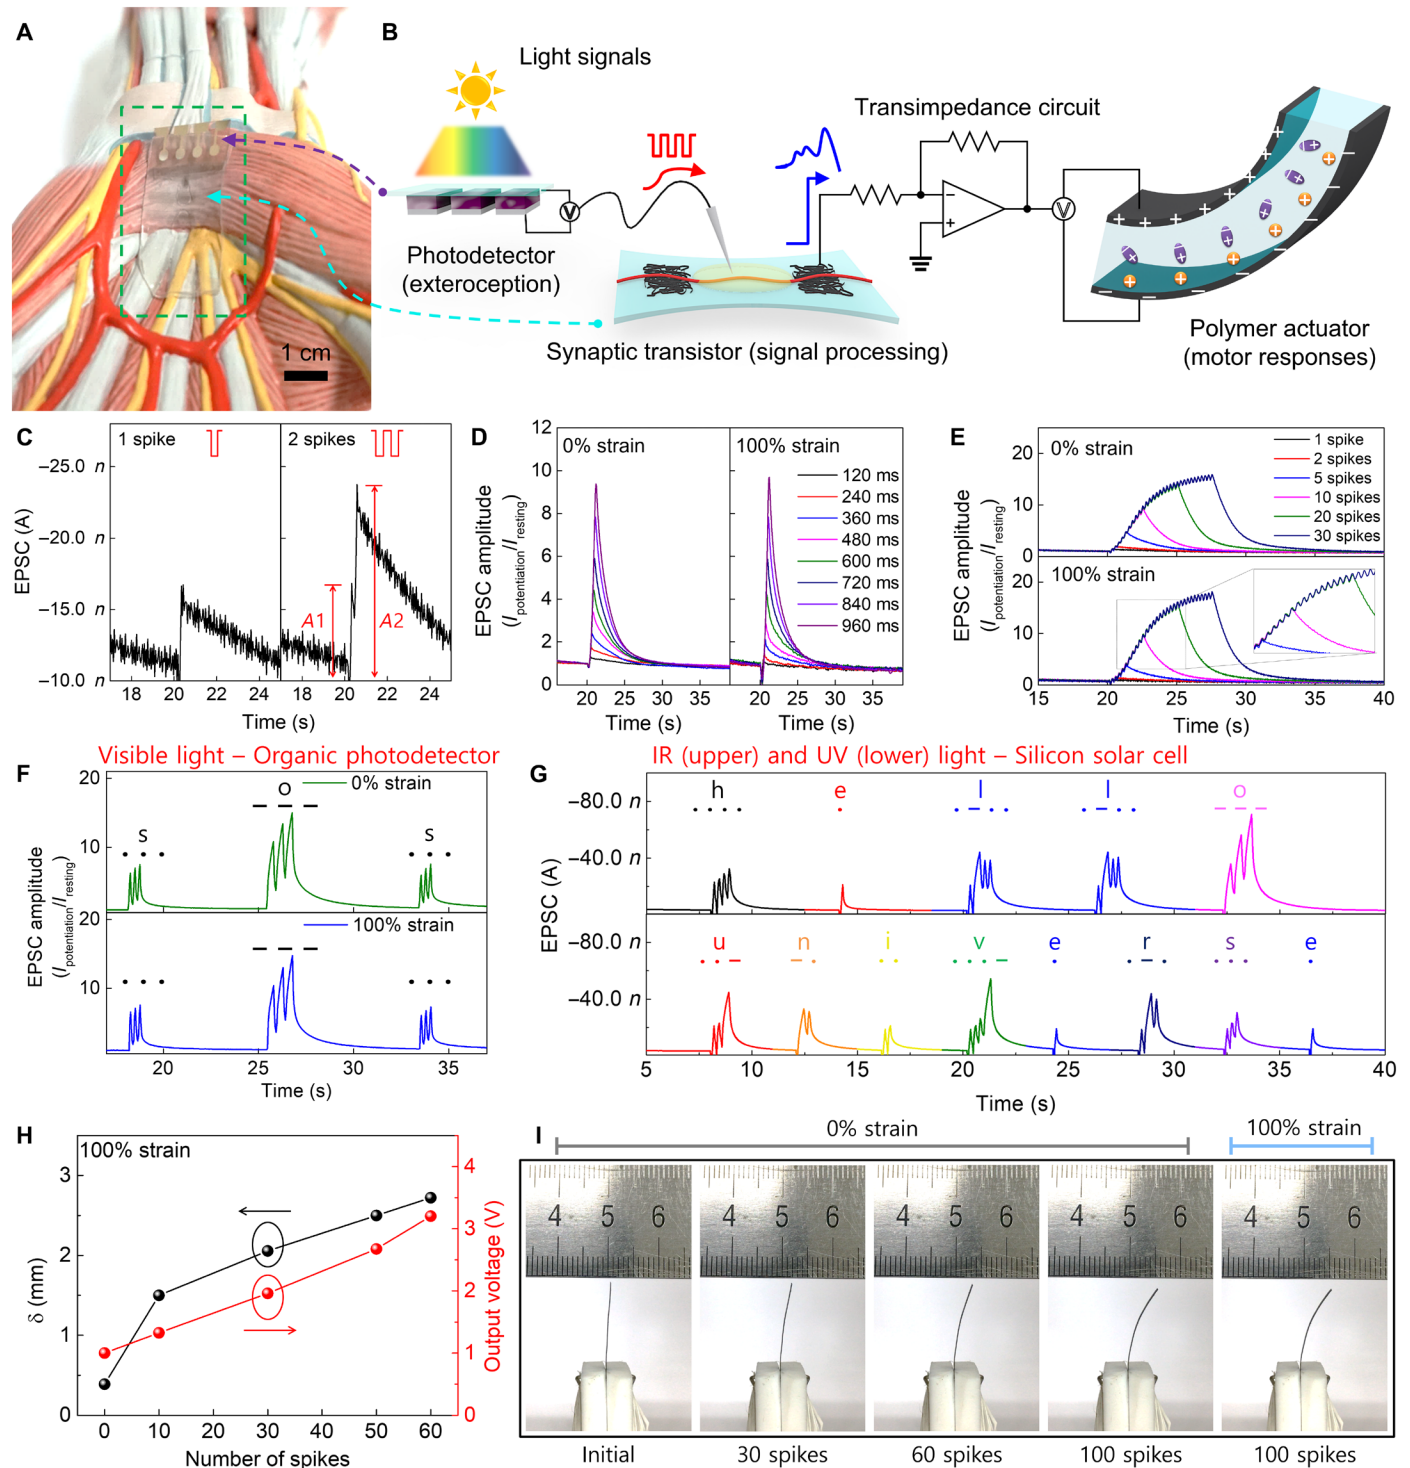 A
1 cm
B
Light signals
Photodetector
(exteroception)
V
Synaptic transistor (signal processing)
Transimpedance circuit
V
Polymer actuator
(motor responses)
C
1 spike
2 spikes
EPSC (A)
–25.0 n
–20.0 n
–15.0 n
–10.0 n
A1
A2
18 20 22 24 18 20 22 24
Time (s)
D
0% strain
100% strain
EPSC amplitude
(Ipotentiation/Iresting)
12
10
8
6
4
2
0
120 ms
240 ms
360 ms
480 ms
600 ms
720 ms
840 ms
960 ms
20 25 30 35 20 25 30 35
Time (s) Time (s)
E
0% strain
1 spike
2 spikes
5 spikes
10 spikes
20 spikes
30 spikes
EPSC amplitude
(Ipotentiation/Iresting)
20
10
0
100% strain
20
10
0
15 20 25 30 35 40
Time (s)
Visible light – Organic photodetector
F
0% strain
s
o
s
EPSC amplitude
(Ipotentiation/Iresting)
20
10
100% strain
20
10
20 25 30 35
Time (s)
IR (upper) and UV (lower) light – Silicon solar cell
G
h e l l o
EPSC (A)
–80.0 n
–40.0 n
u n i v e r s e
–80.0 n
–40.0 n
5 10 15 20 25 30 35 40
Time (s)
H
100% strain
δ (mm)
3
2
1
0
Output voltage (V)
4
3
2
1
0
0 10 30 50 60
Number of spikes
I
0% strain
100% strain
4 5 6
4 5 6
4 5 6
4 5 6
4 5 6
Initial
30 spikes
60 spikes
100 spikes
100 spikes